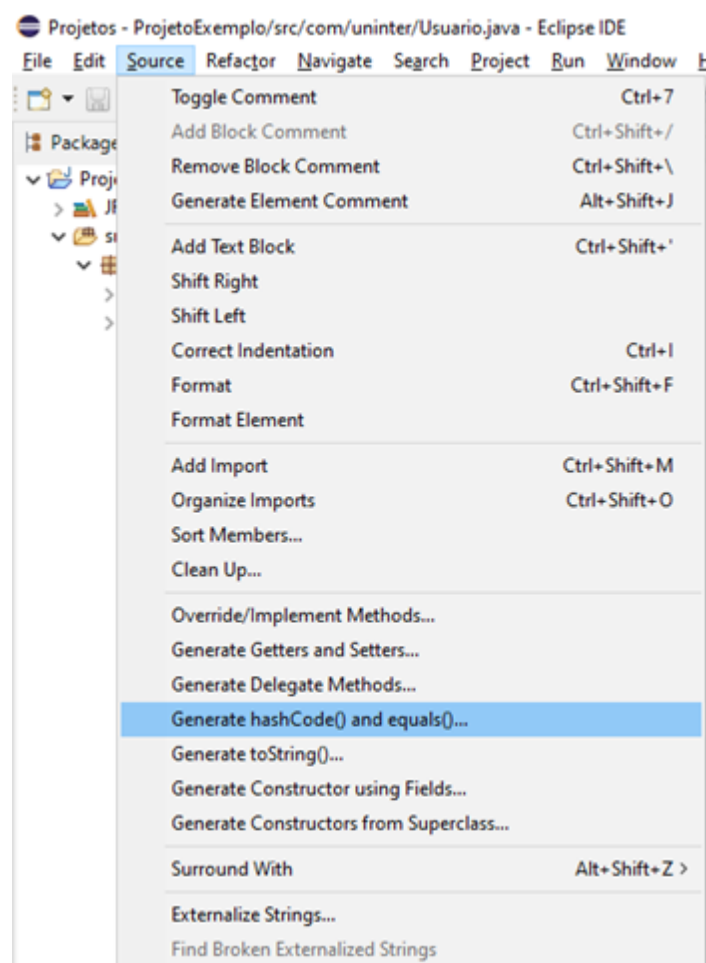 Projetos - ProjetoExemplo/src/com/uninter/Usuario.java - Eclipse IDE
File Edit Source Refactor Navigate Search Project Run Window
Package
Toggle Comment Ctrl+7
Add Block Comment Ctrl+Shift+/
Remove Block Comment Ctrl+Shift+\
Generate Element Comment Alt+Shift+J
Add Text Block Ctrl+Shift+'
Shift Right
Shift Left
Correct Indentation Ctrl+I
Format Ctrl+Shift+F
Format Element
Add Import Ctrl+Shift+M
Organize Imports Ctrl+Shift+O
Sort Members...
Clean Up...
Override/Implement Methods...
Generate Getters and Setters...
Generate Delegate Methods...
Generate hashCode() and equals()...
Generate toString()...
Generate Constructor using Fields...
Generate Constructors from Superclass...
Surround With Alt+Shift+Z >
Externalize Strings...
Find Broken Externalized Strings